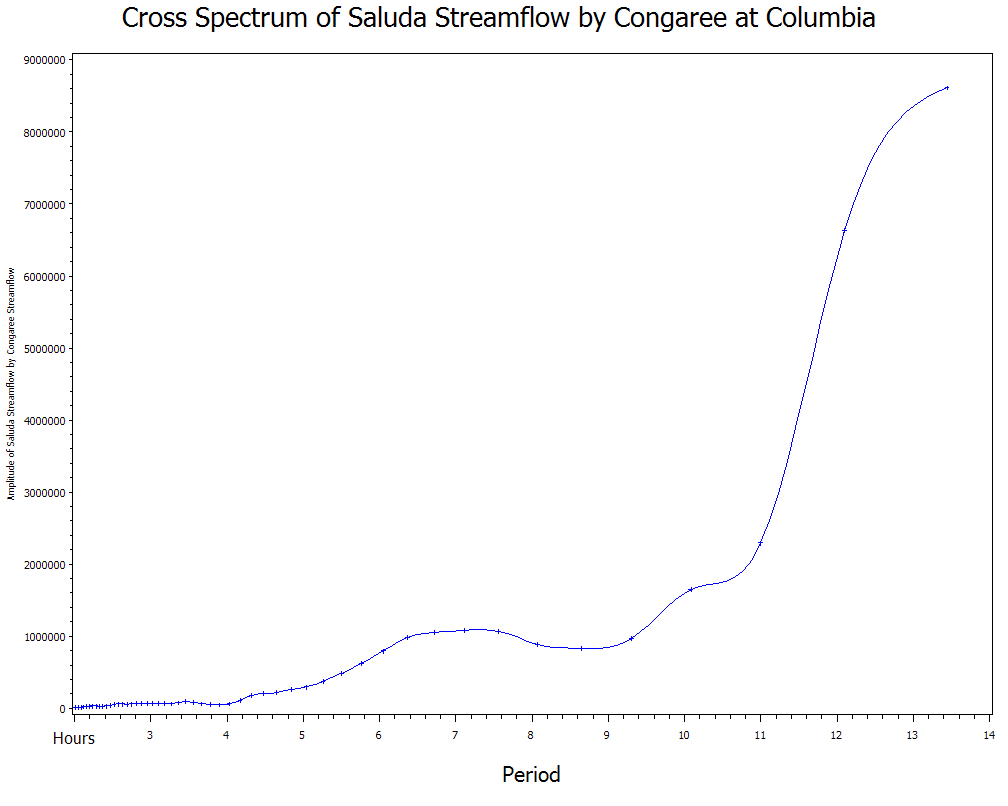 Cross Spectrum of Saluda Streamflow by Congaree at Columbia
Amplitude of Saluda Streamflow by Congaree Streamflow
9000000
8000000
7000000
6000000
5000000
4000000
3000000
2000000
1000000
0
Hours 3 4 5 6 7 8 9 10 11 12 13 14
Period